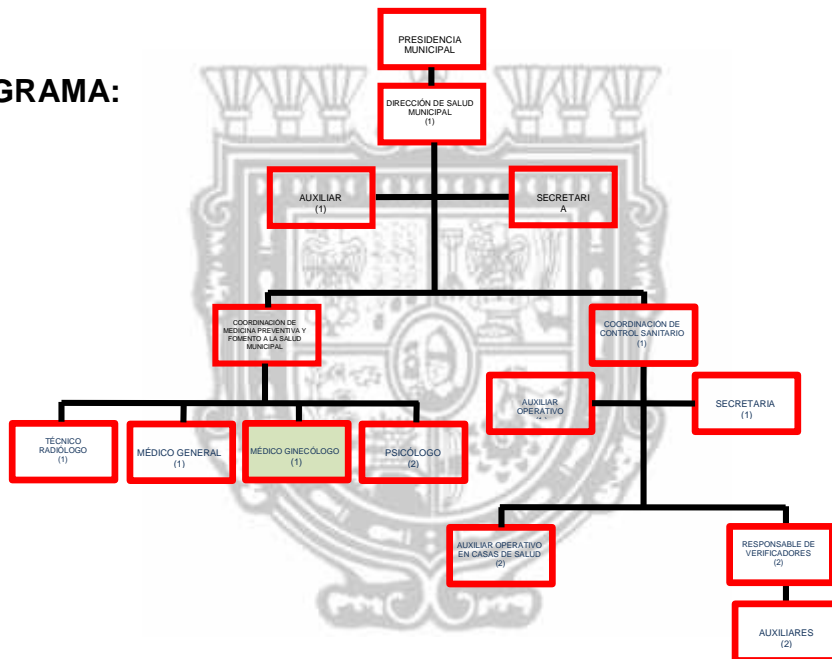 GRAMA:
PRESIDENCIA
MUNICIPAL
DIRECCIÓN DE SALUD
MUNICIPAL
(1)
AUXILIAR
(1)
SECRETARI
A
COORDINACIÓN DE
MEDICINA PREVENTIVA Y
FOMENTO A LA SALUD
MUNICIPAL
COORDINACIÓN DE
CONTROL SANITARIO
(1)
AUXILIAR
OPERATIVO
SECRETARIA
(1)
TÉCNICO
RADIÓLOGO
(1)
MÉDICO GENERAL
(1)
MÉDICO GINECÓLOGO
(1)
PSICÓLOGO
(2)
AUXILIAR OPERATIVO
EN CASAS DE SALUD
(2)
RESPONSABLE DE
VERIFICADORES
(2)
AUXILIARES
(2)